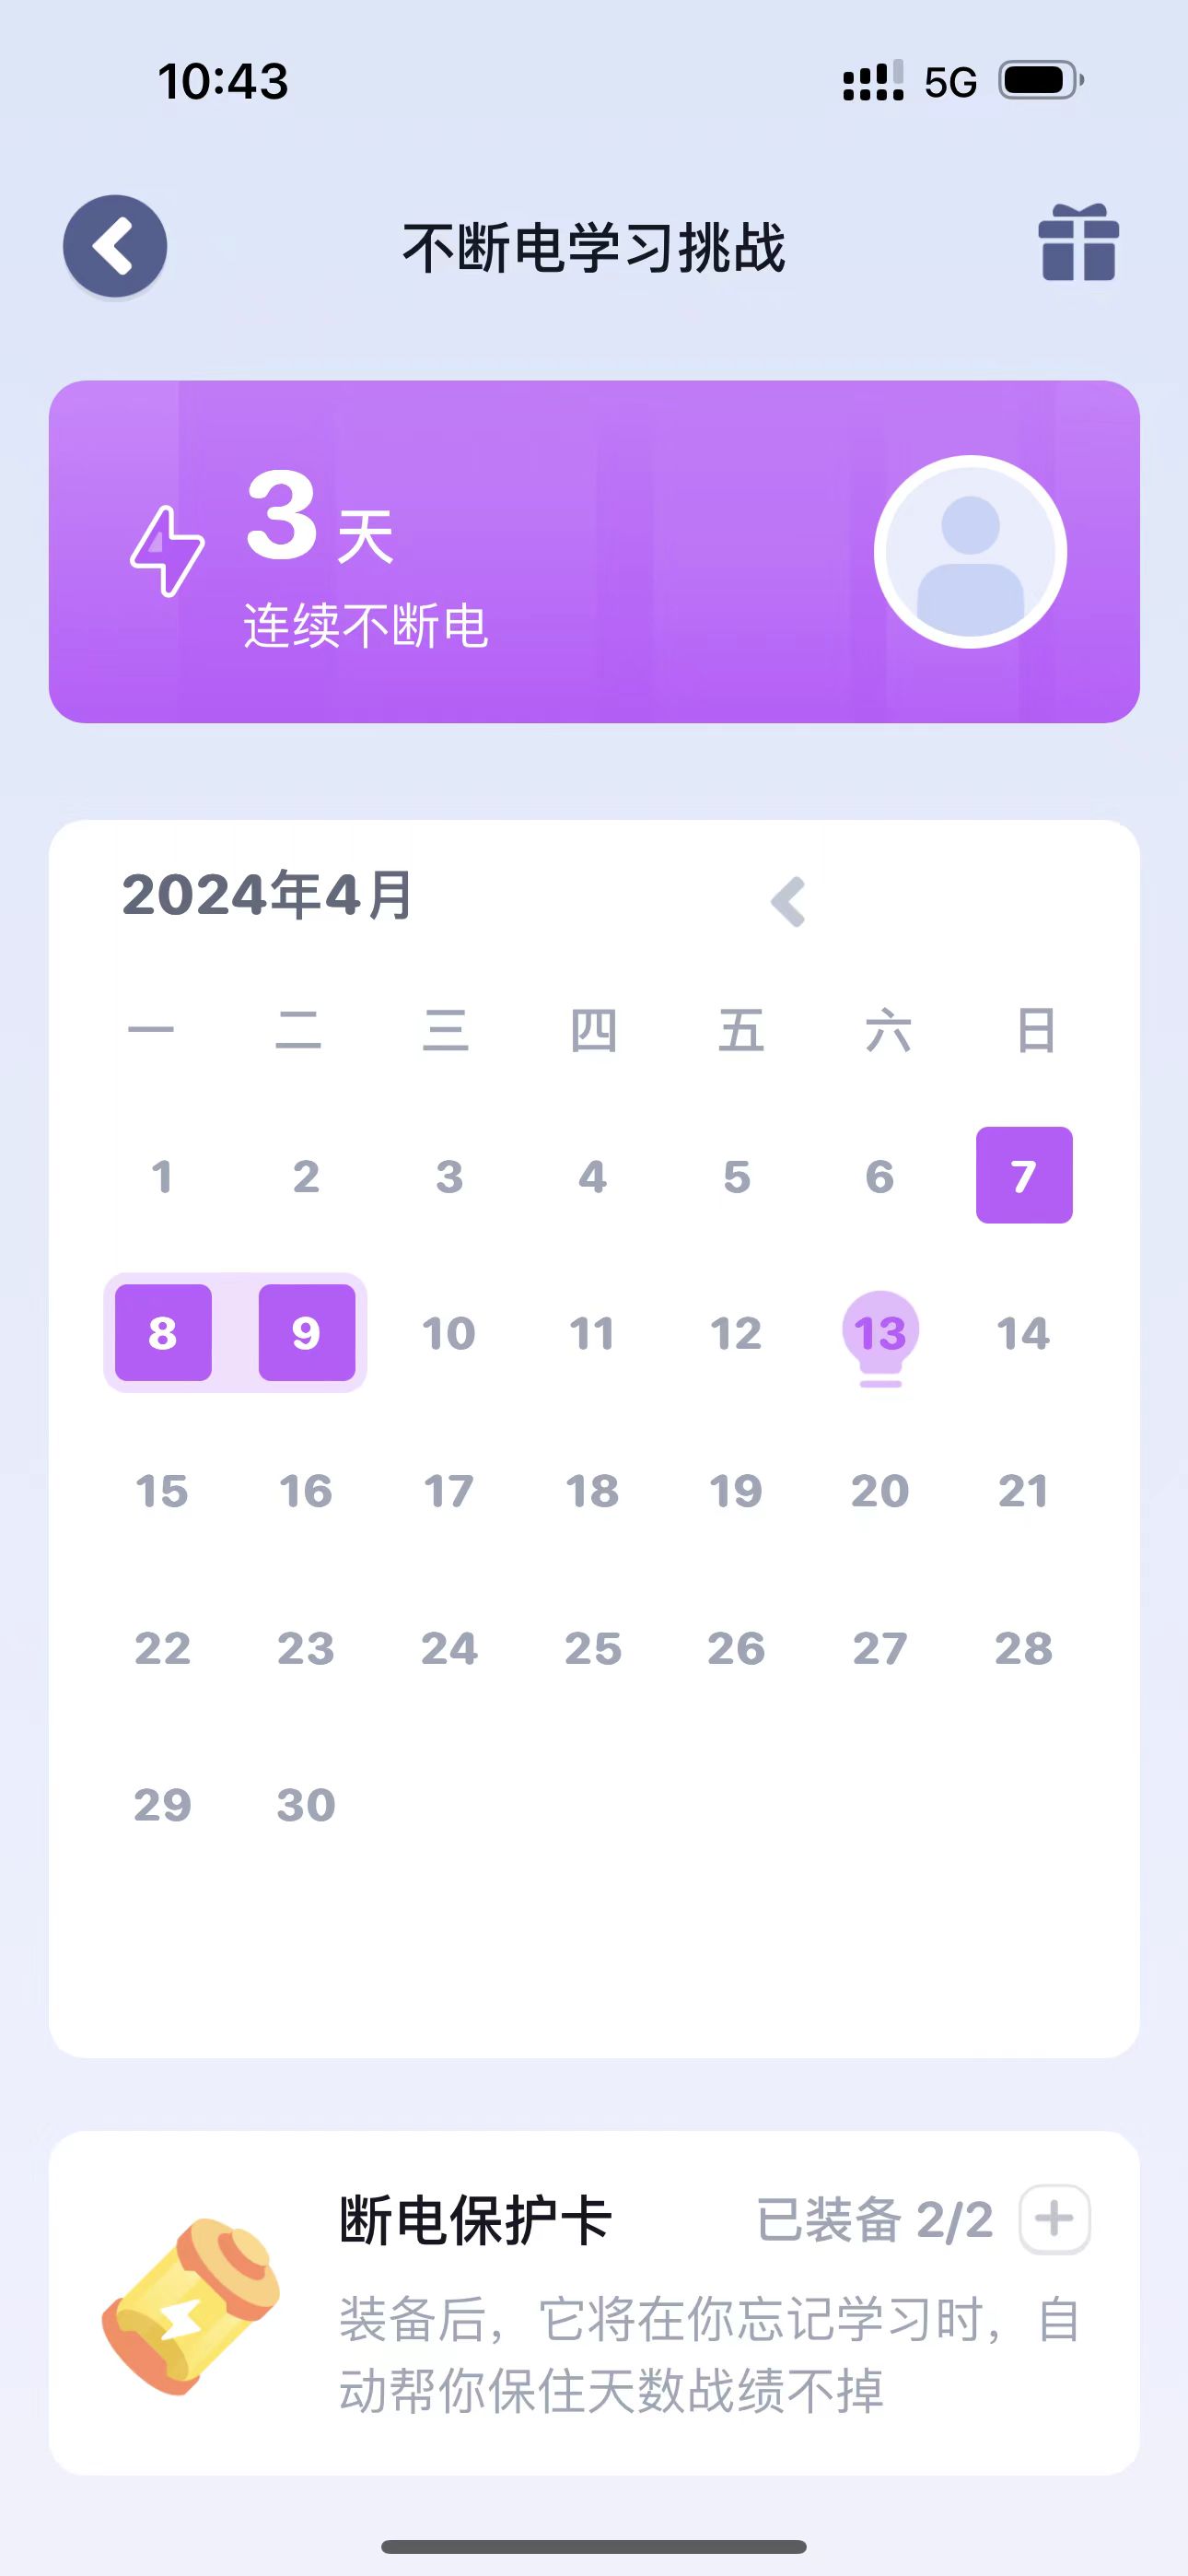 10:43 5G
不断电学习挑战
3天
连续不断电
2024年4月
一 二 三 四 五 六 日
1 2 3 4 5 6 7
8 9 10 11 12 13 14
15 16 17 18 19 20 21
22 23 24 25 26 27 28
29 30
断电保护卡 已装备 2/2
装备后，它将在你忘记学习时，自
动帮你保住天数战绩不掉